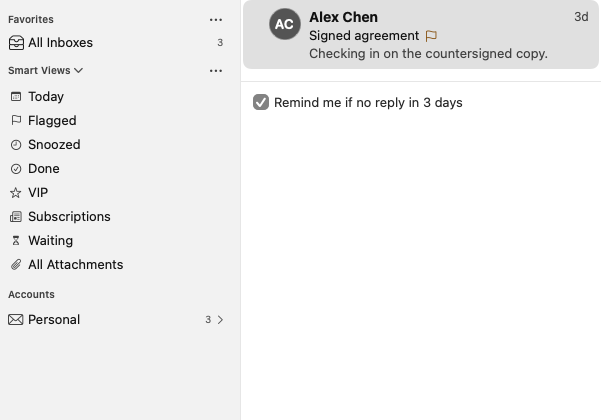 Favorites
All Inboxes 3
Smart Views
Today
Flagged
Snoozed
Done
VIP
Subscriptions
Waiting
All Attachments
Accounts
Personal 3
AC
Alex Chen 3d
Signed agreement
Checking in on the countersigned copy.
Remind me if no reply in 3 days